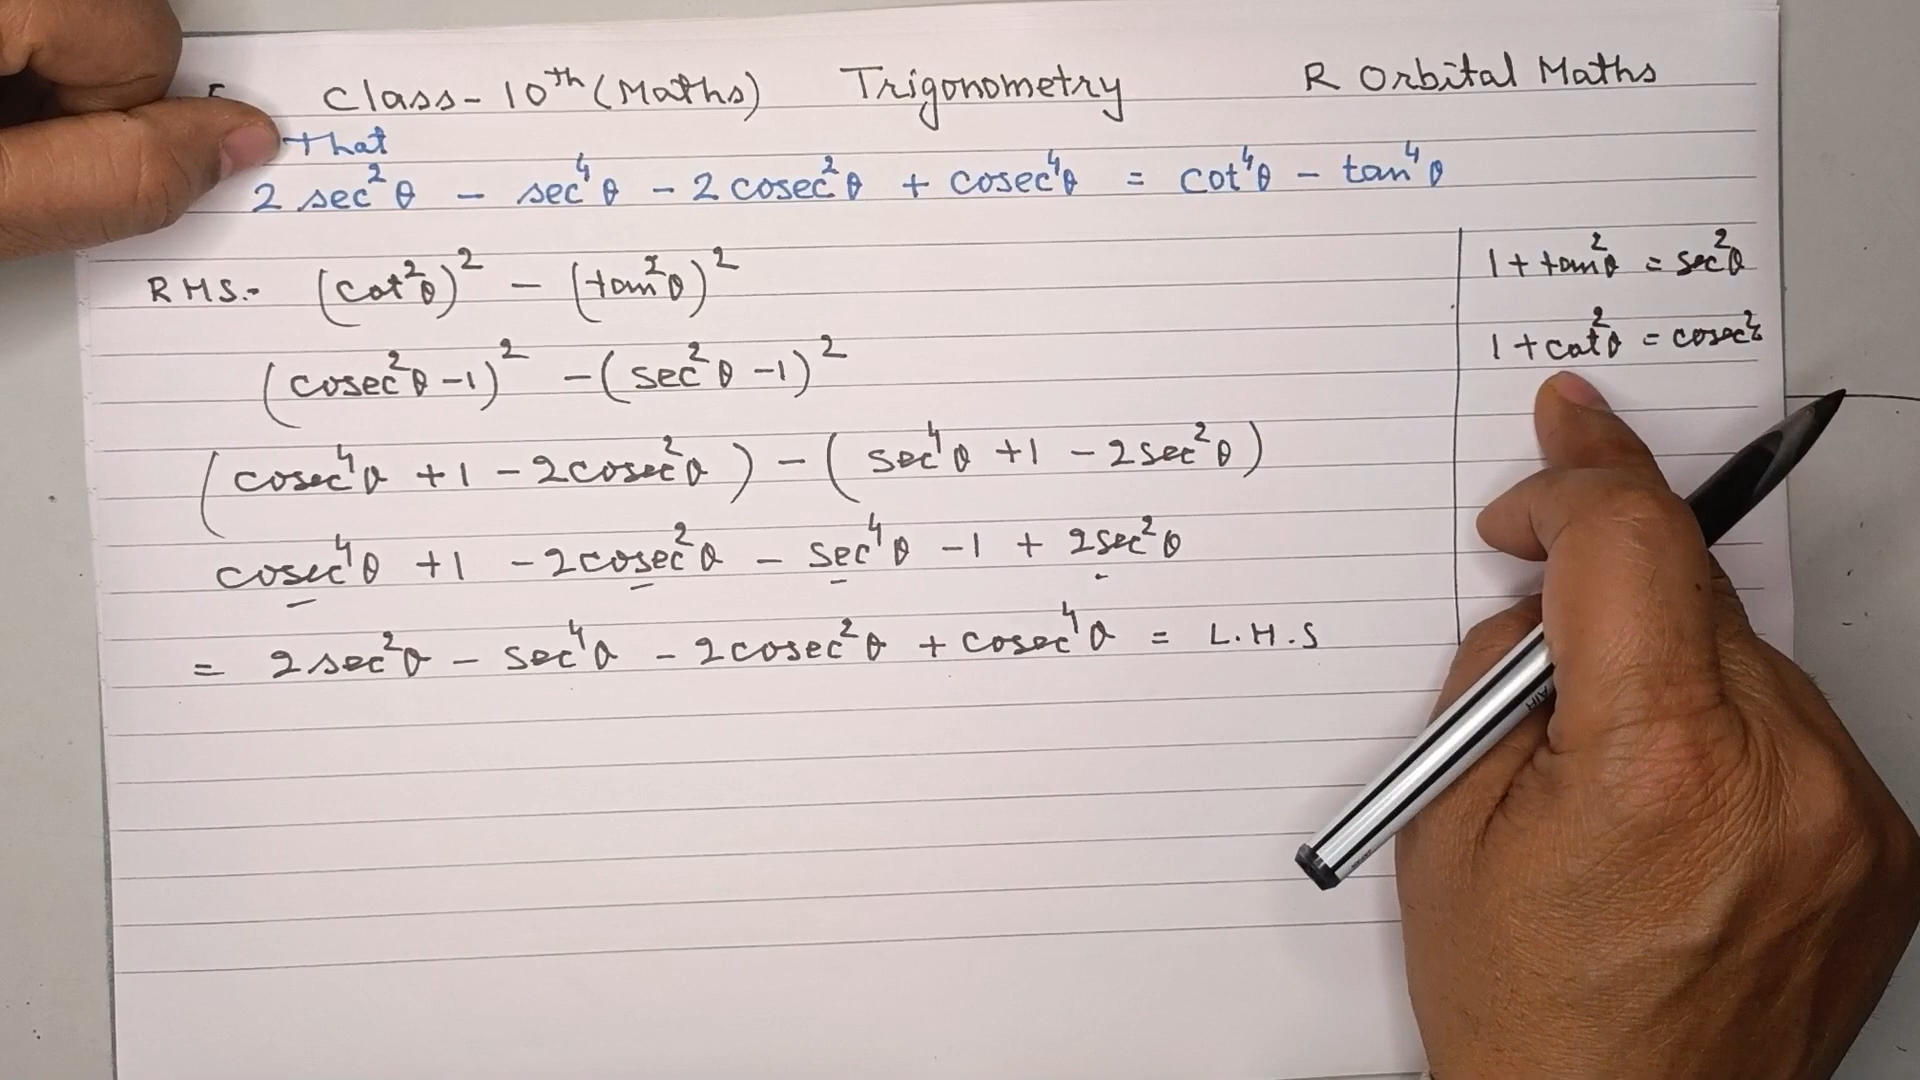 Class-10th (Maths) Trigonometry R Orbital Maths
that
2 sec²θ - sec⁴θ - 2 cosec²θ + cosec⁴θ = cot⁴θ - tan⁴θ
RHS.- (cot²θ)² - (tan²θ)²
(cosec²θ-1)² -(sec²θ-1)²
(cosec⁴θ +1 -2cosec²θ) - (sec⁴θ +1 -2sec²θ)
cosec⁴θ +1 -2cosec²θ - sec⁴θ -1 + 2sec²θ
= 2sec²θ - sec⁴θ - 2cosec²θ + cosec⁴θ = L.H.S
1+tan²θ = sec²θ
1+cot²θ = cosec²
AIR